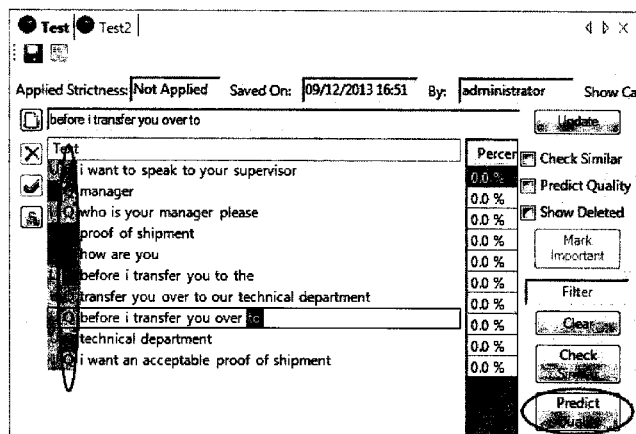 Test Test2
Applied Strictness: Not Applied Saved On: 09/12/2013 16:51 By: administrator Show Ca
before i transfer you over to Update
Text Percer
i want to speak to your supervisor 0.0 % Check Similar
manager 0.0 % Predict Quality
who is your manager please 0.0 % Show Deleted
proof of shipment 0.0 % Mark Important
how are you 0.0 %
before i transfer you to the 0.0 %
transfer you over to our technical department 0.0 % Filter
before i transfer you over to 0.0 % Clear
technical department 0.0 % Check
i want an acceptable proof of shipment 0.0 %
Predict